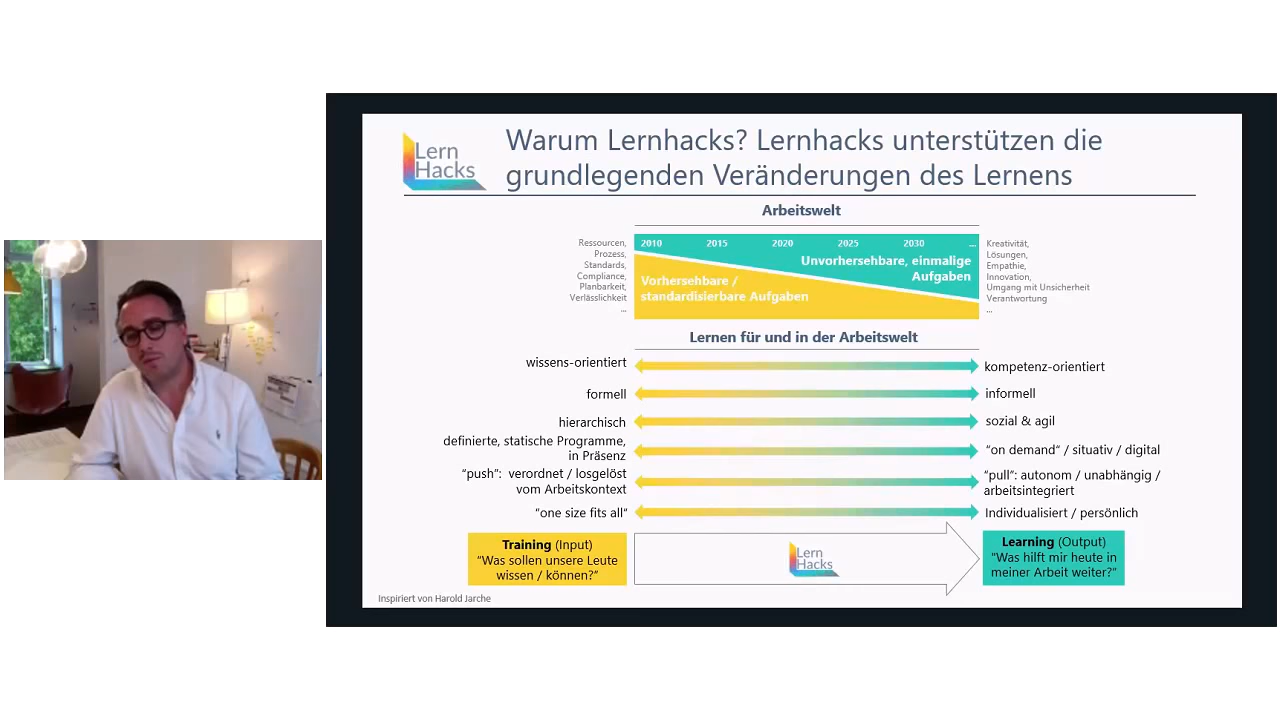 Lern
Hacks
Warum Lernhacks? Lernhacks unterstützen die
grundlegenden Veränderungen des Lernens
Arbeitswelt
Ressourcen,
Prozess,
Standards,
Compliance,
Planbarkeit,
Verlässlichkeit
...
2010 2015 2020 2025 2030 ...
Unvorhersehbare, einmalige
Aufgaben
Vorhersehbare /
standardisierbare Aufgaben
Kreativität,
Lösungen,
Empathie,
Innovation,
Umgang mit Unsicherheit
Verantwortung
...
Lernen für und in der Arbeitswelt
wissens-orientiert
kompetenz-orientiert
formell
informell
hierarchisch
sozial & agil
definierte, statische Programme,
in Präsenz
"on demand" / situativ / digital
"push": verordnet / losgelöst
vom Arbeitskontext
"pull": autonom / unabhängig /
arbeitsintegriert
"one size fits all"
Individualisiert / persönlich
Training (Input)
"Was sollen unsere Leute
wissen / können?"
Lern
Hacks
Learning (Output)
"Was hilft mir heute in
meiner Arbeit weiter?"
Inspiriert von Harold Jarche